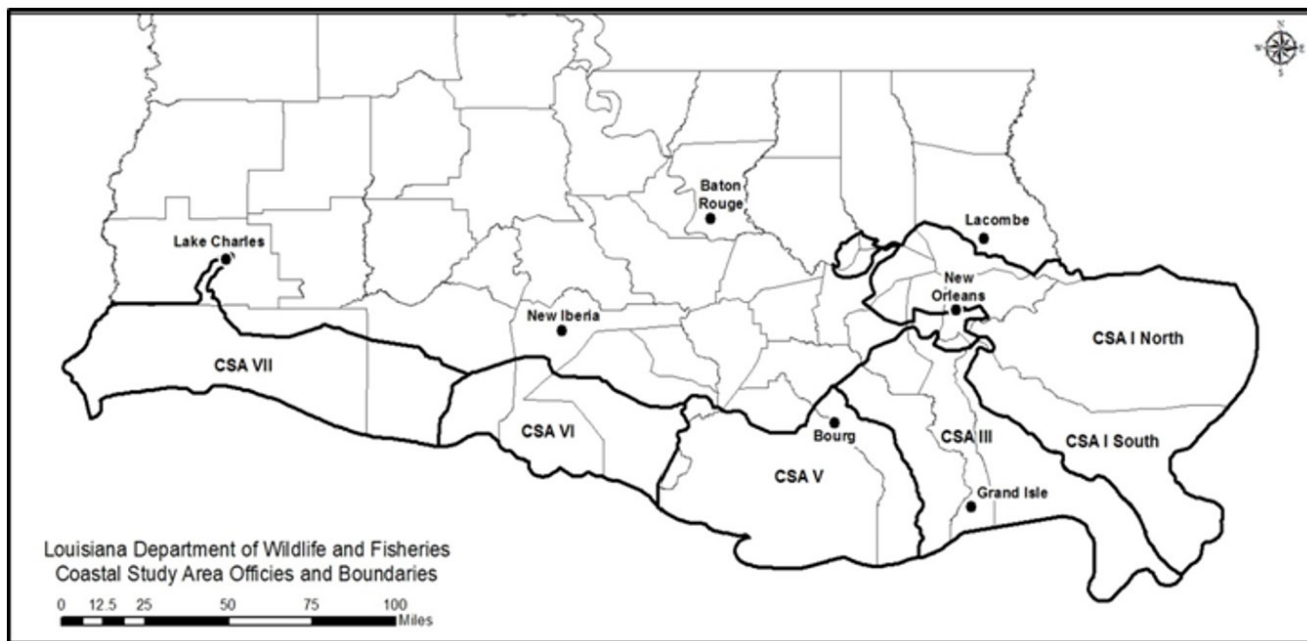 N
W E
S
Baton
Rouge
Lacombe
Lake Charles
New
Orleans
New Iberia
CSA I North
CSA VII
CSA VI
Bourg
CSA III
CSA I South
CSA V
Grand Isle
Louisiana Department of Wildlife and Fisheries
Coastal Study Area Officies and Boundaries
0 12.5 25 50 75 100
Miles